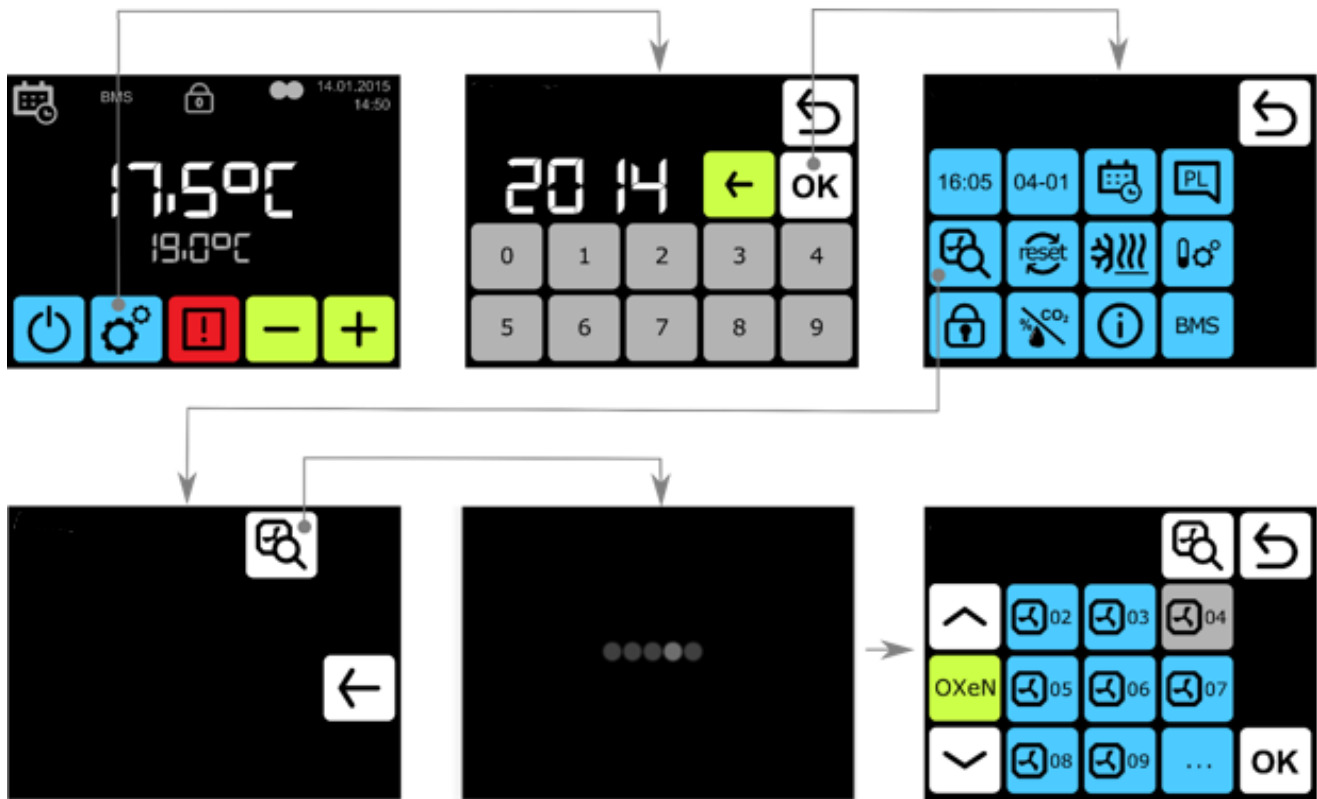 BMS 0 14.01.2015
14:50
17.5°C
19.0°C
2014 OK
0 1 2 3 4
5 6 7 8 9
16:05 04-01 PL
reset
% CO₂ BMS
02 03 04
OXeN 05 06 07
08 09 ... OK